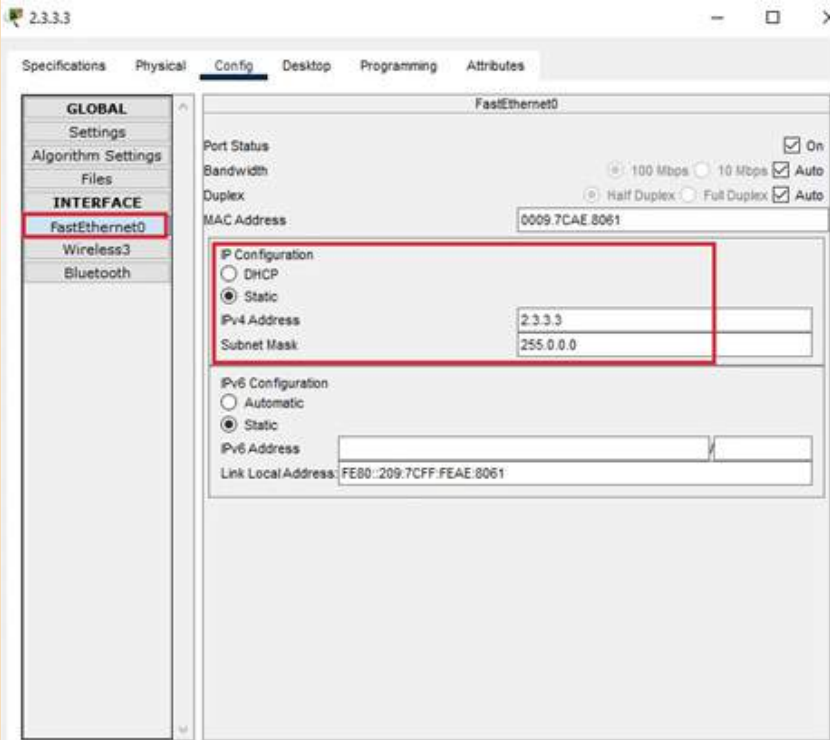 2.3.3.3
Specifications Physical Config Desktop Programming Attributes
GLOBAL
Settings
Algorithm Settings
Files
INTERFACE
FastEthernet0
Wireless3
Bluetooth
FastEthernet0
Port Status On
Bandwidth 100 Mbps 10 Mbps Auto
Duplex Half Duplex Full Duplex Auto
MAC Address 0009.7CAE.8061
IP Configuration
DHCP
Static
IPv4 Address 2.3.3.3
Subnet Mask 255.0.0.0
IPv6 Configuration
Automatic
Static
IPv6 Address /
Link Local Address: FE80::209:7CFF:FEAE:8061